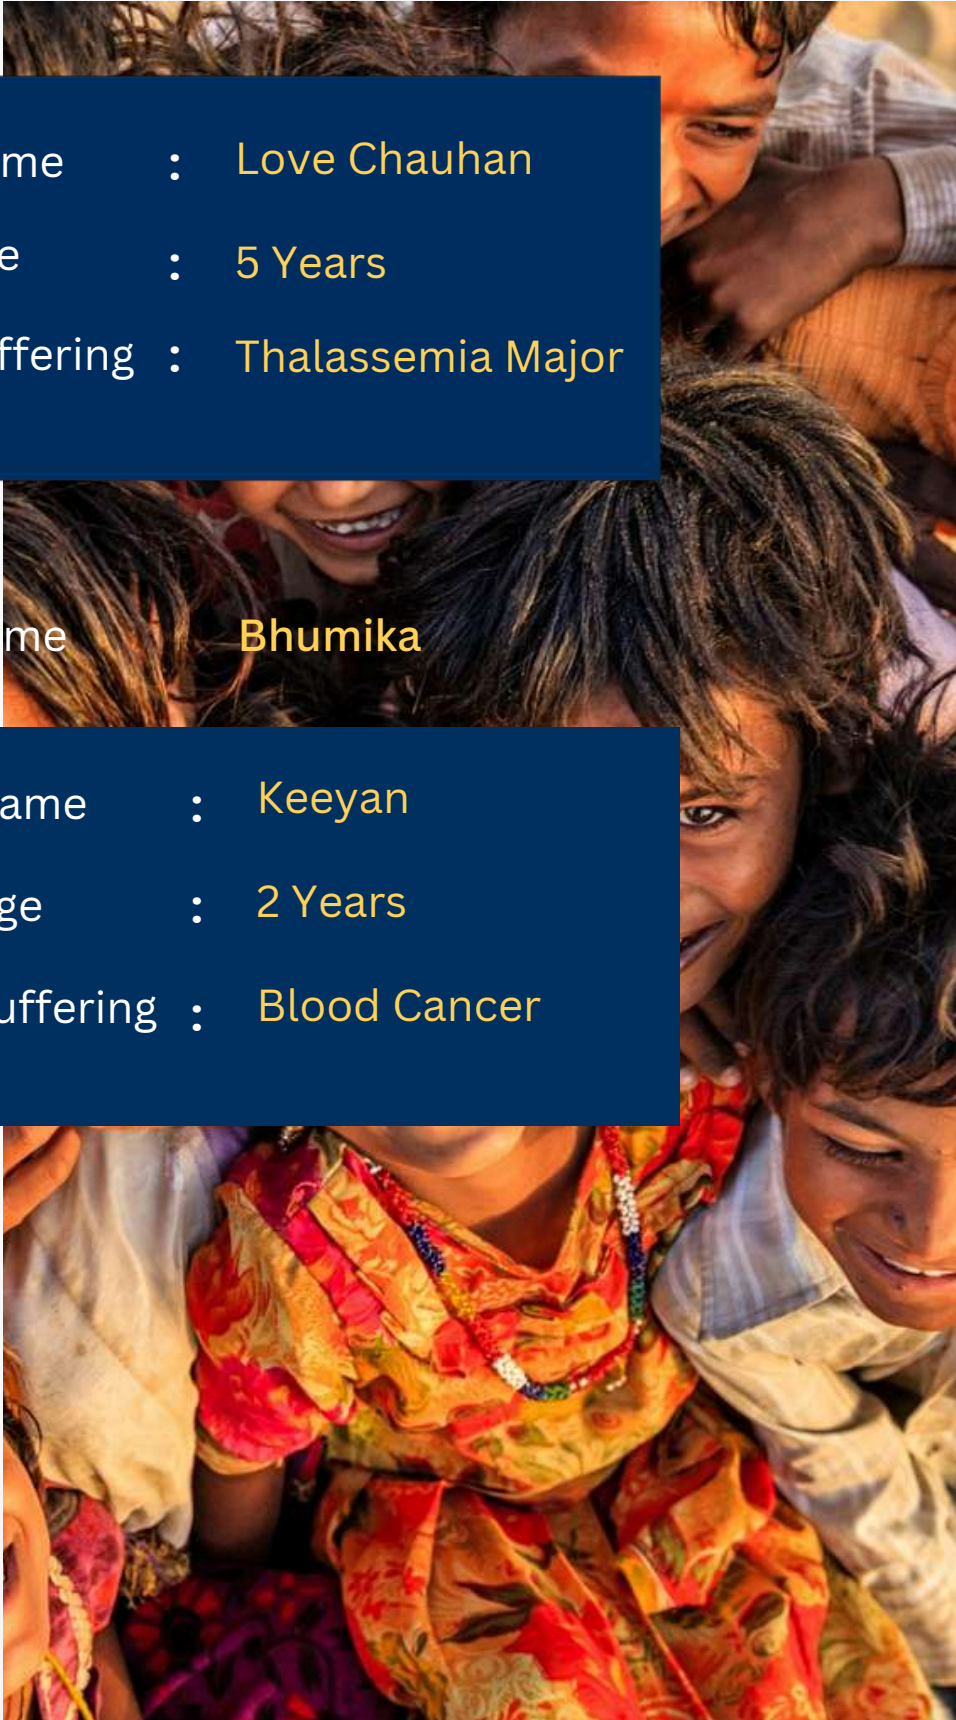 me : Love Chauhan
e : 5 Years
ffering : Thalassemia Major
me Bhumika
ame : Keeyan
ge : 2 Years
uffering : Blood Cancer